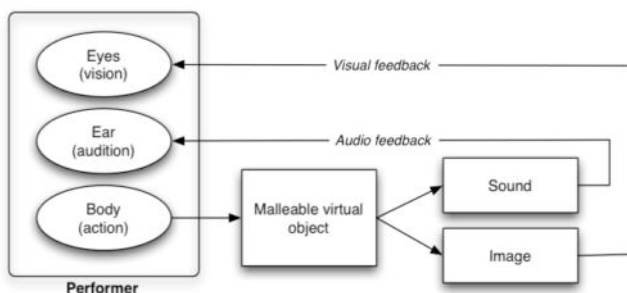 Eyes
(vision)
Visual feedback
Ear
(audition)
Audio feedback
Body
(action)
Malleable virtual
object
Sound
Image
Performer